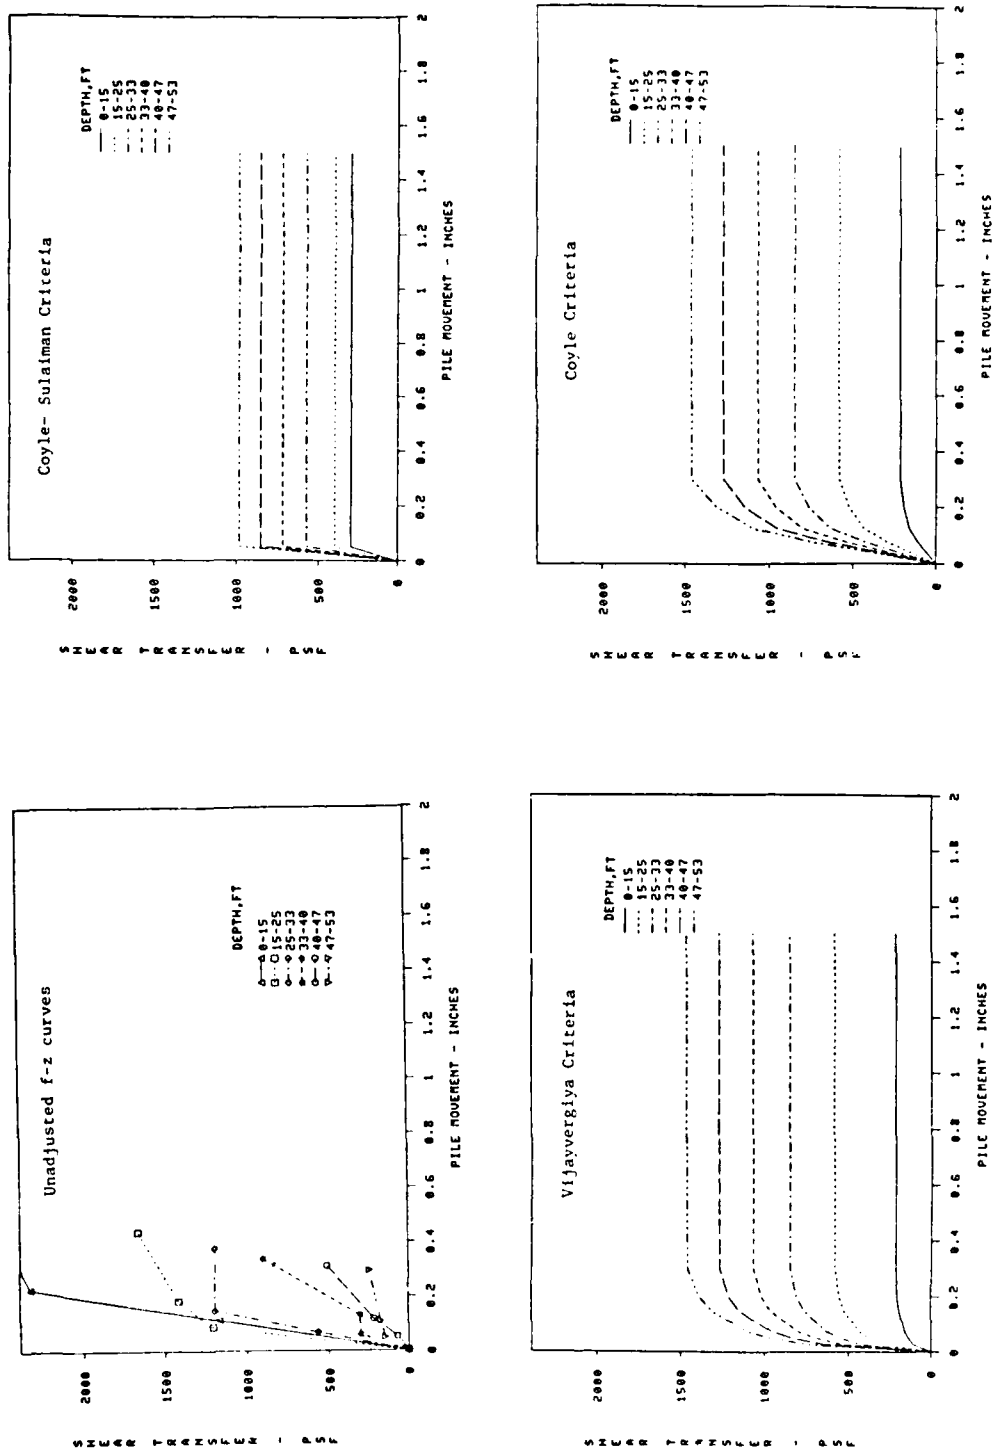 Unadjusted f-z curves
DEPTH,FT
0-15
15-25
25-33
33-40
40-47
47-53
2000
1500
1000
500
0
0 0.2 0.4 0.6 0.8 1 1.2 1.4 1.6 1.8 2
PILE MOVEMENT - INCHES
SHEAR TRANSFER - PSF
Coyle- Sulaiman Criteria
DEPTH,FT
0-15
15-25
25-33
33-40
40-47
47-53
2000
1500
1000
500
0
0 0.2 0.4 0.6 0.8 1 1.2 1.4 1.6 1.8 2
PILE MOVEMENT - INCHES
SHEAR TRANSFER - PSF
Vijayvergiya Criteria
DEPTH,FT
0-15
15-25
25-33
33-40
40-47
47-53
2000
1500
1000
500
0
0 0.2 0.4 0.6 0.8 1 1.2 1.4 1.6 1.8 2
PILE MOVEMENT - INCHES
SHEAR TRANSFER - PSF
Coyle Criteria
DEPTH,FT
0-15
15-25
25-33
33-40
40-47
47-53
2000
1500
1000
500
0
0 0.2 0.4 0.6 0.8 1 1.2 1.4 1.6 1.8 2
PILE MOVEMENT - INCHES
SHEAR TRANSFER - PSF